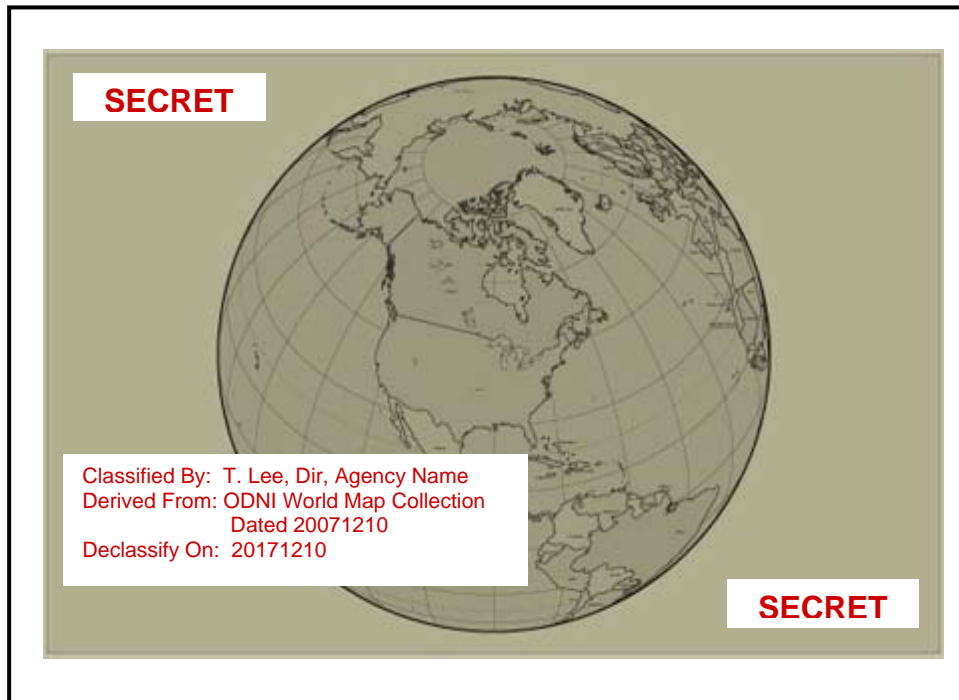 SECRET
Classified By: T. Lee, Dir, Agency Name
Derived From: ODNI World Map Collection
Dated 20071210
Declassify On: 20171210
SECRET